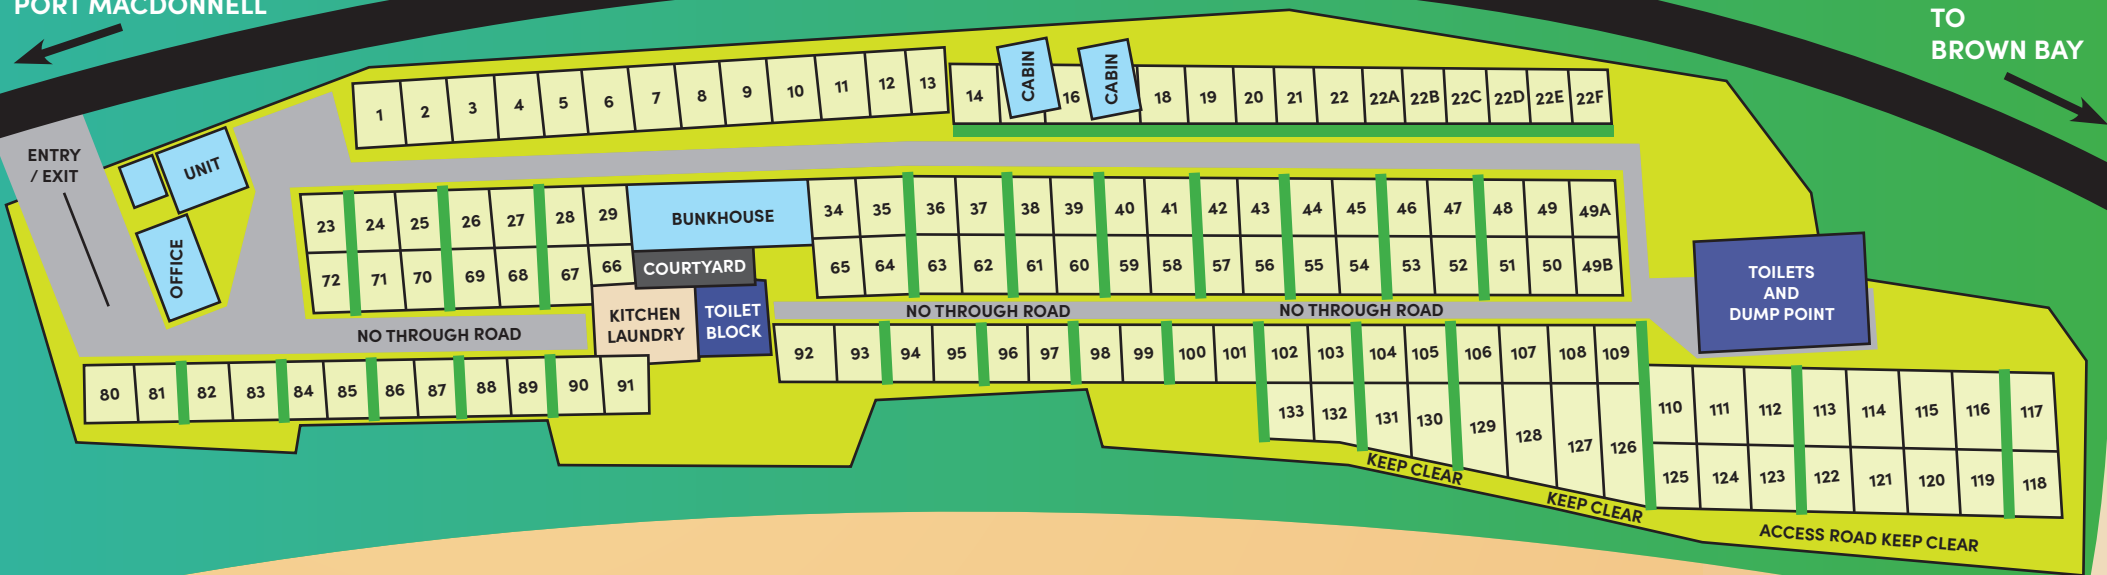 PORT MACDONNELL
TO
BROWN BAY
ENTRY
/ EXIT
UNIT
OFFICE
1 2 3 4 5 6 7 8 9 10 11 12 13
14 CABIN 16 CABIN 18 19 20 21 22 22A 22B 22C 22D 22E 22F
23 24 25 26 27 28 29
BUNKHOUSE
34 35 36 37 38 39 40 41 42 43 44 45 46 47 48 49 49A
72 71 70 69 68 67 66
COURTYARD
65 64 63 62 61 60 59 58 57 56 55 54 53 52 51 50 49B
TOILETS
AND
DUMP POINT
NO THROUGH ROAD
KITCHEN
LAUNDRY
TOILET
BLOCK
NO THROUGH ROAD
NO THROUGH ROAD
80 81 82 83 84 85 86 87 88 89 90 91
92 93 94 95 96 97 98 99 100 101 102 103 104 105 106 107 108 109
110 111 112 113 114 115 116 117
133 132 131 130 129 128 127 126
125 124 123 122 121 120 119 118
KEEP CLEAR
KEEP CLEAR
ACCESS ROAD KEEP CLEAR